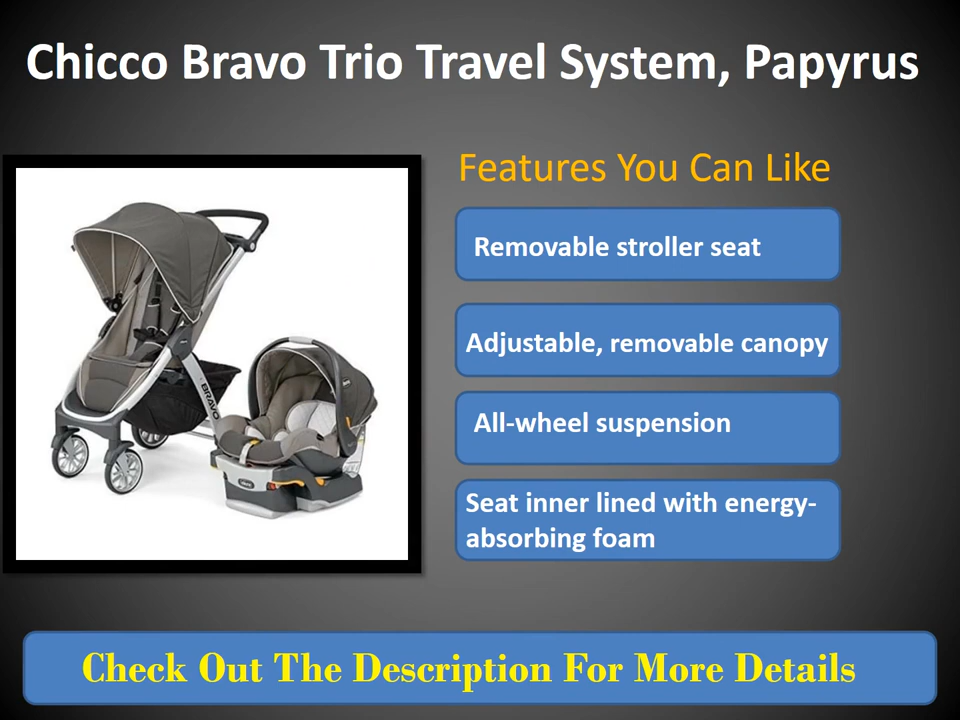 Chicco Bravo Trio Travel System, Papyrus
Features You Can Like
Removable stroller seat
Adjustable, removable canopy
All-wheel suspension
Seat inner lined with energy-
absorbing foam
BRAVO
Check Out The Description For More Details